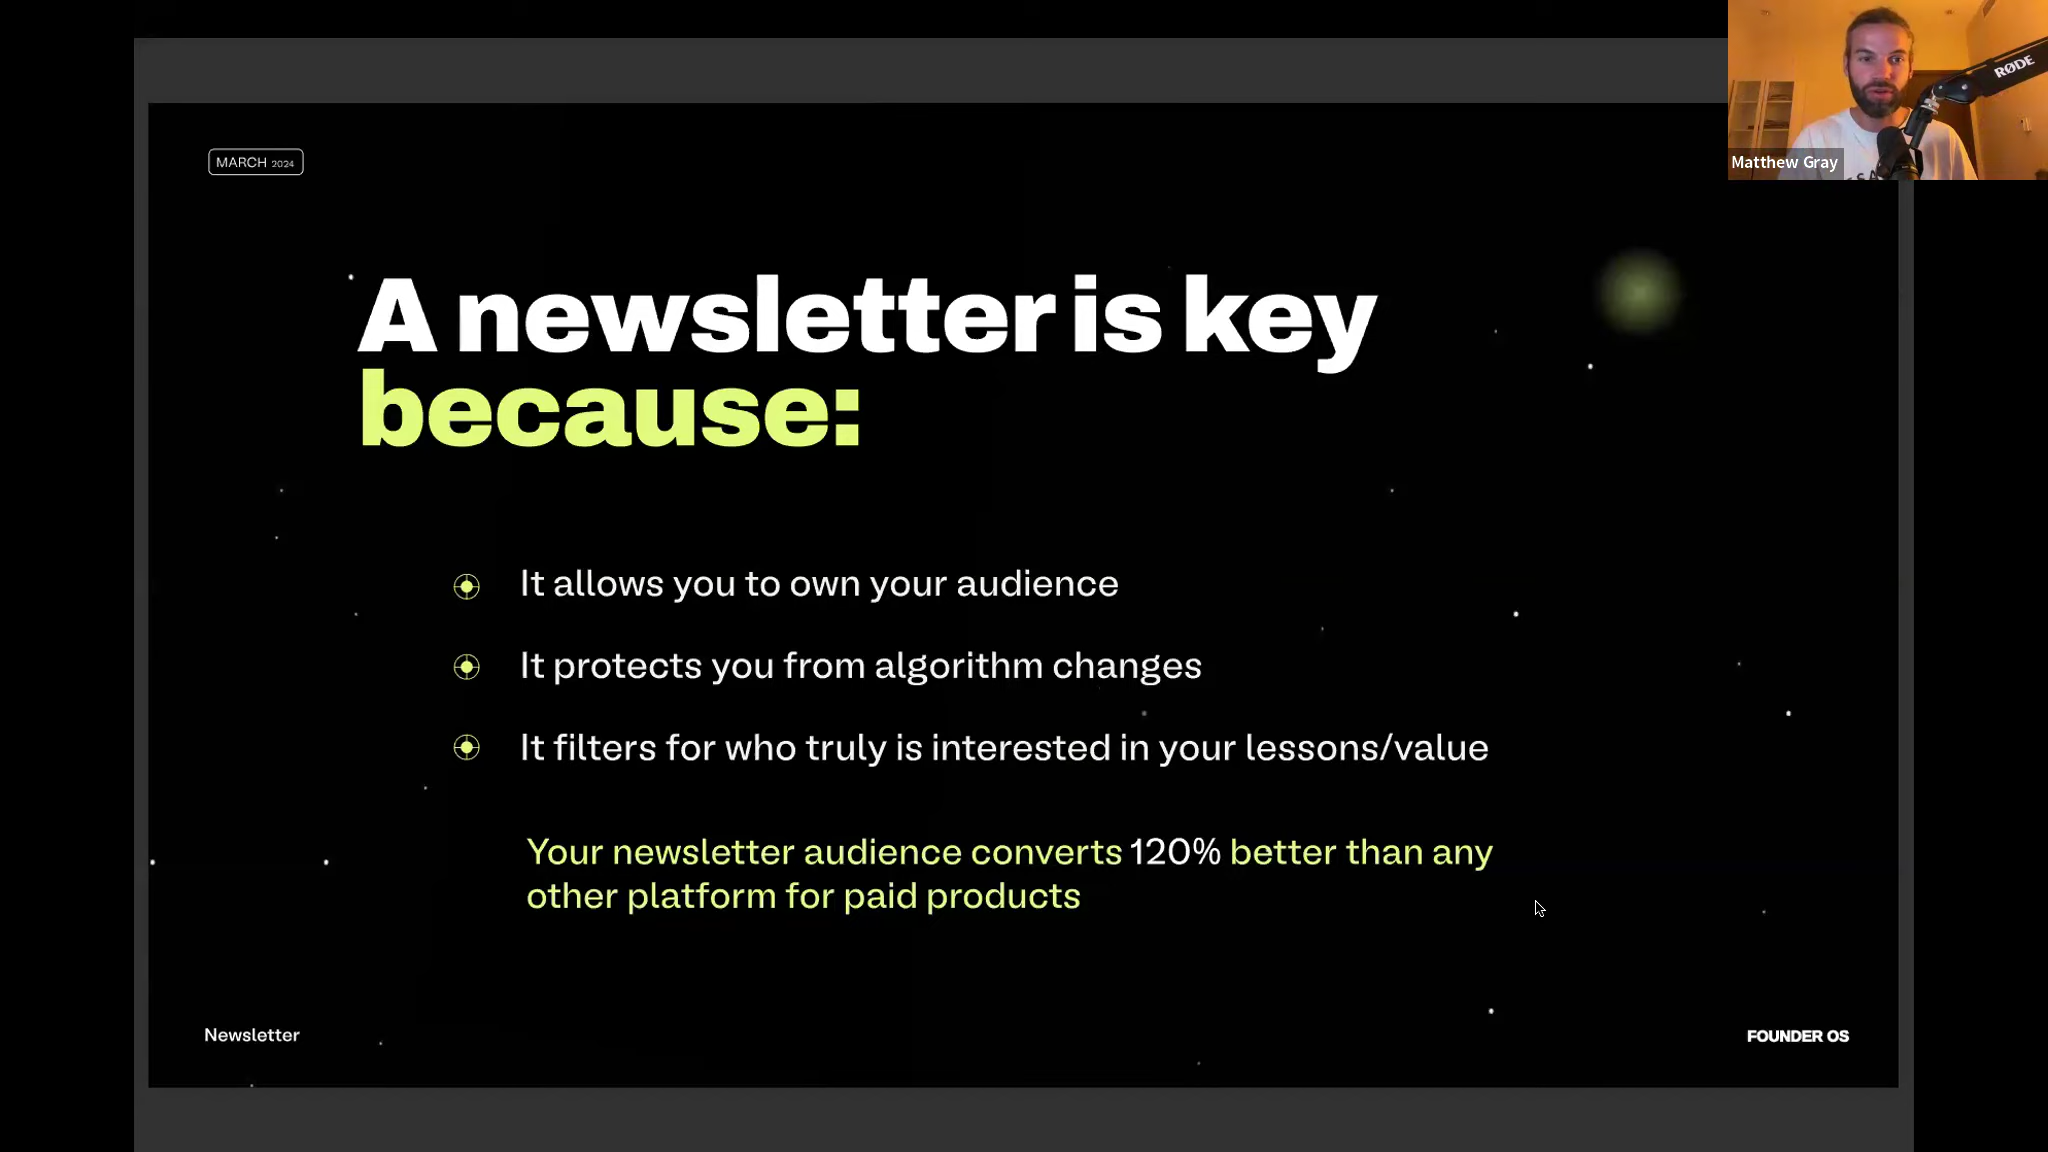 RØDE
Matthew Gray
MARCH 2024
A newsletter is key
because:
It allows you to own your audience
It protects you from algorithm changes
It filters for who truly is interested in your lessons/value
Your newsletter audience converts 120% better than any
other platform for paid products
Newsletter
FOUNDER OS